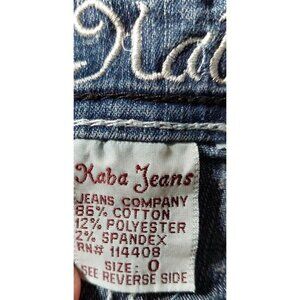 Kaba Jeans
JEANS COMPANY
86% COTTON
12% POLYESTER
2% SPANDEX
RN# 114408
SIZE: 0
SEE REVERSE SIDE